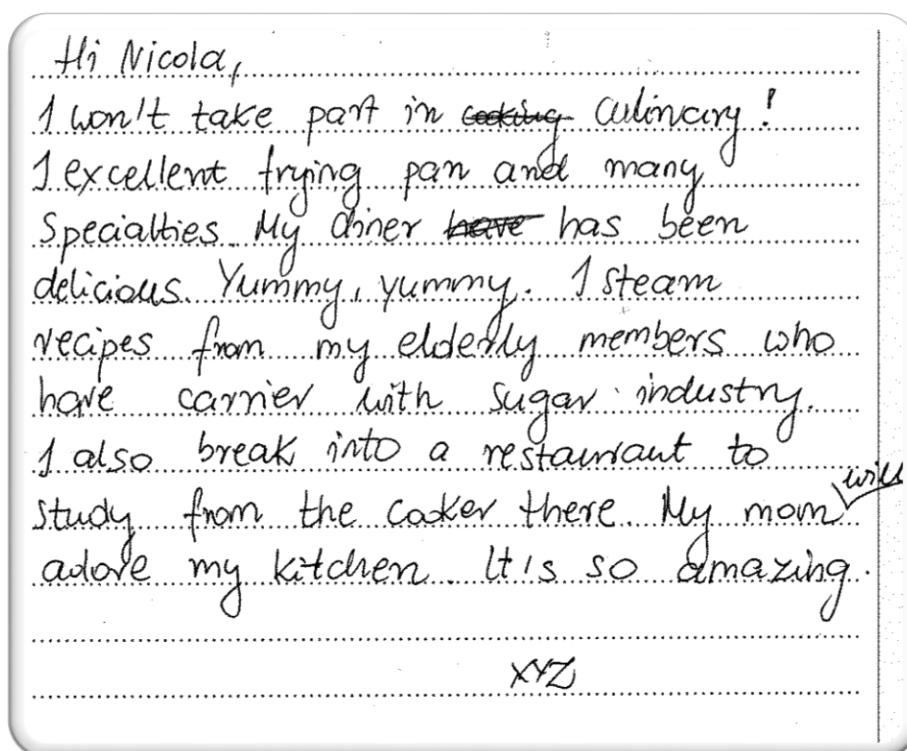 Hi Nicola,
I won't take part in cooking culinary!
I excellent frying pan and many
Specialties. My diner have has been
delicious. Yummy, yummy. I steam
recipes from my elderly members who
have carrier with sugar industry.
I also break into a restaurant to
study from the cooker there. My mom will
adore my kitchen. It's so amazing.
XYZ